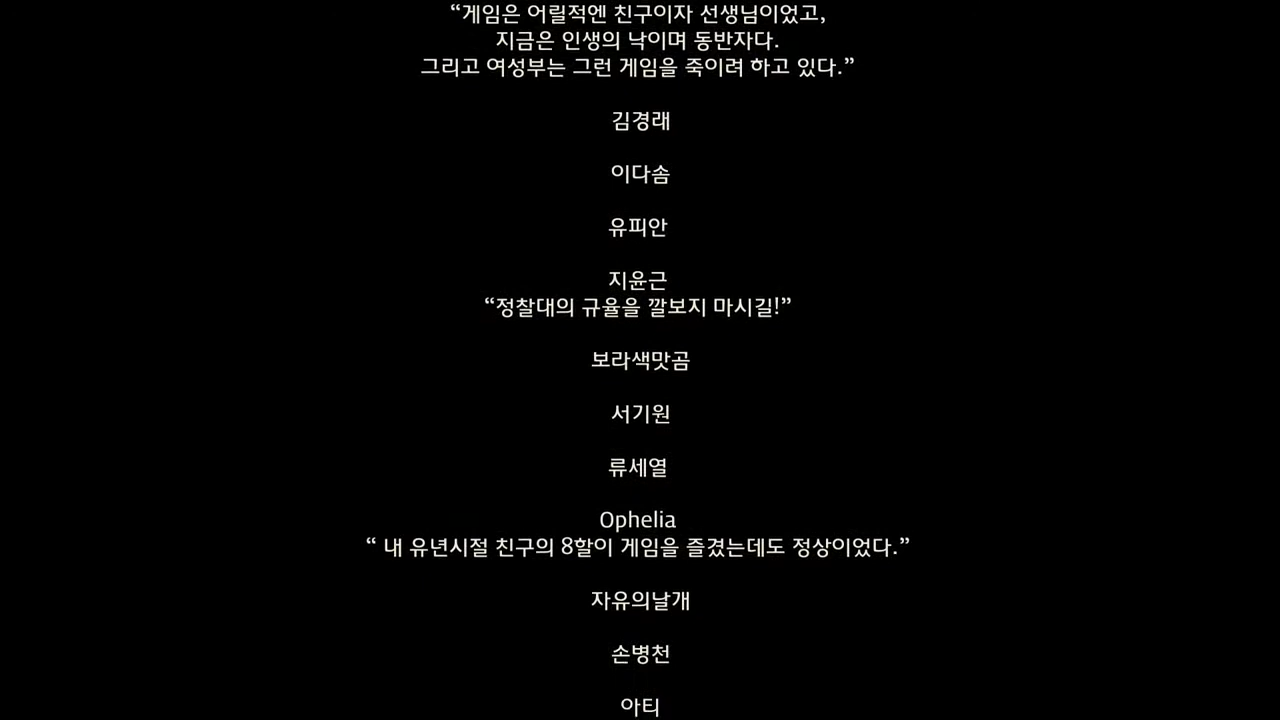 “게임은 어릴적엔 친구이자 선생님이었고,
지금은 인생의 낙이며 동반자다.
그리고 여성부는 그런 게임을 죽이려 하고 있다.”
김경래
이다솜
유피안
지윤근
“정찰대의 규율을 깔보지 마시길!”
보라색맛곰
서기원
류세열
Ophelia
“ 내 유년시절 친구의 8할이 게임을 즐겼는데도 정상이었다.”
자유의날개
손병천
아티